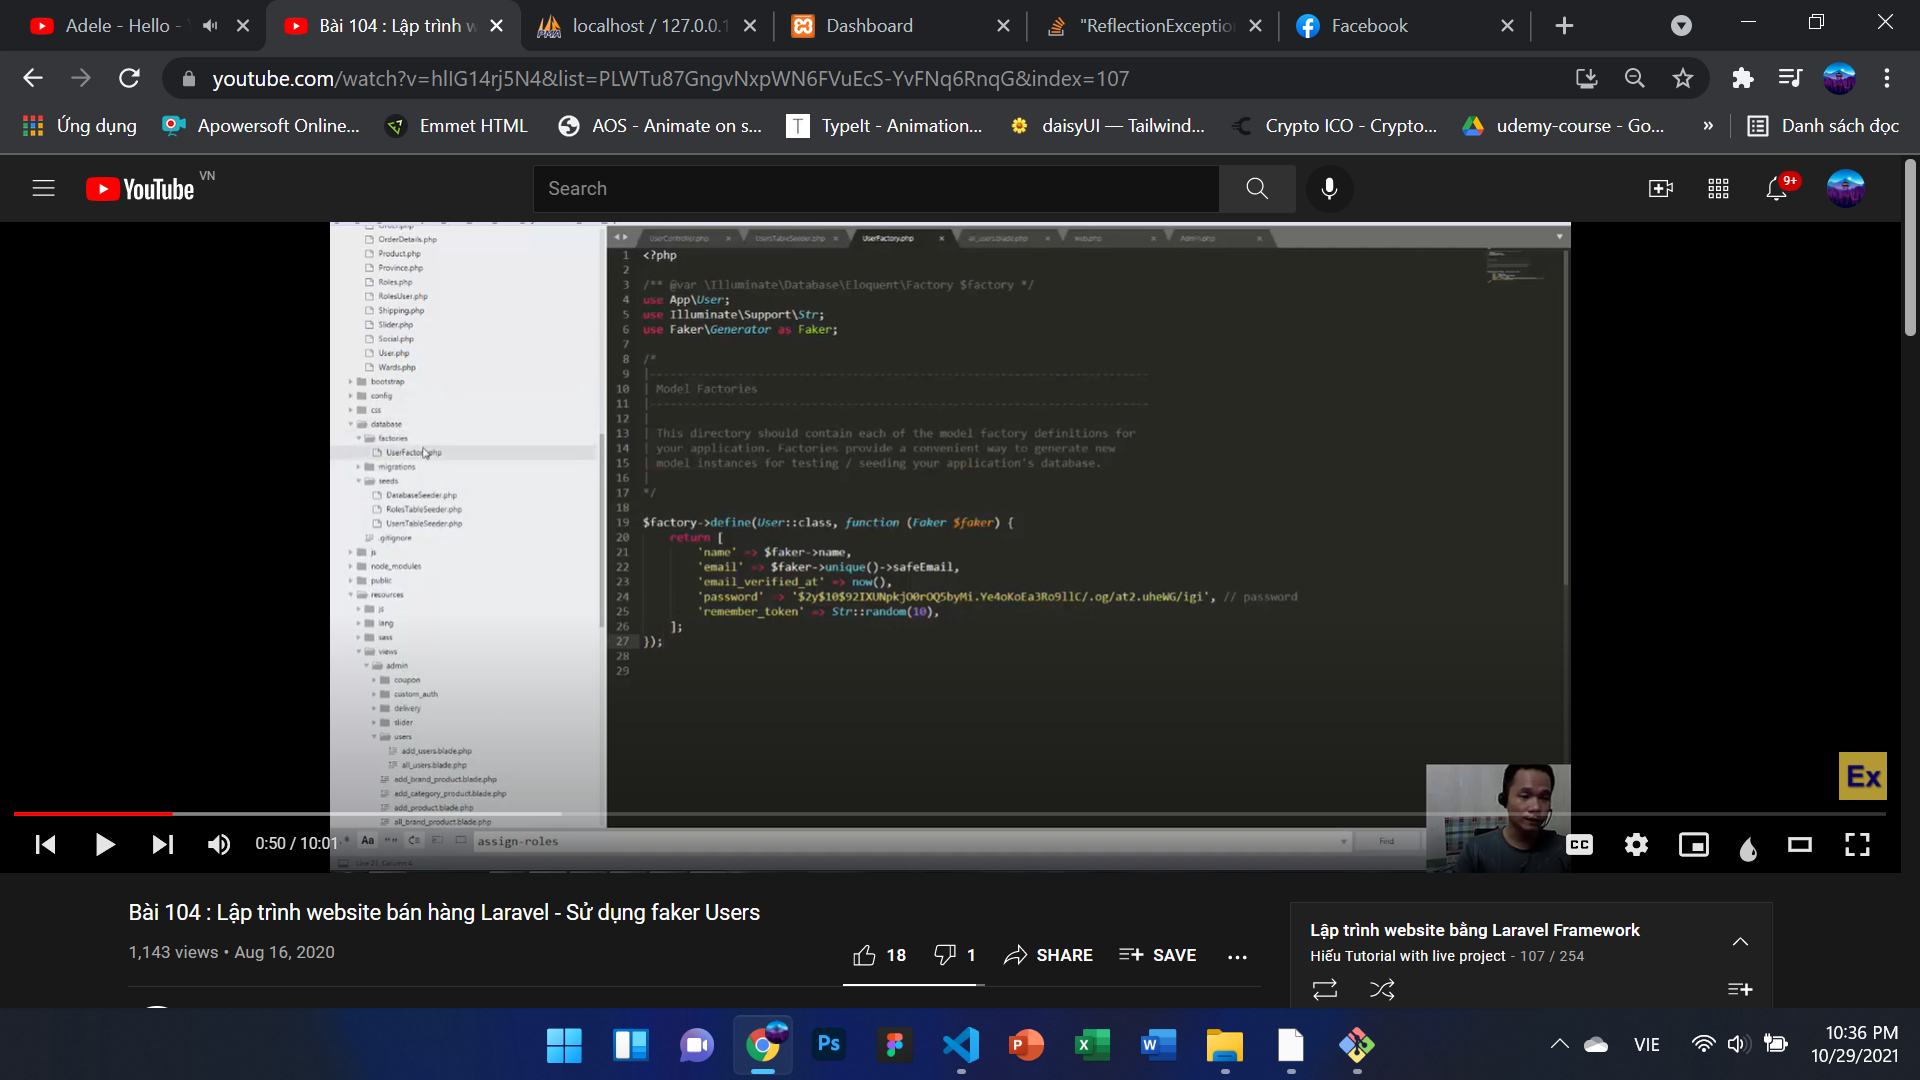 Adele - Hello -
Bài 104 : Lập trình w
localhost / 127.0.0.1
Dashboard
"ReflectionExceptio
Facebook
youtube.com/watch?v=hlIG14rj5N4&list=PLWTu87GngvNxpWN6FVuEcS-YvFNq6RnqG&index=107
Ứng dụng
Apowersoft Online...
Emmet HTML
AOS - Animate on s...
TypeIt - Animation...
daisyUI — Tailwind...
Crypto ICO - Crypto...
udemy-course - Go...
»
Danh sách đọc
YouTube VN
Search
9+
OrderDetails.php
Product.php
Province.php
Roles.php
RolesUser.php
Shipping.php
Slider.php
Social.php
User.php
Wards.php
bootstrap
config
css
database
factories
UserFactory.php
migrations
seeds
DatabaseSeeder.php
RolesTableSeeder.php
UsersTableSeeder.php
.gitignore
js
node_modules
public
resources
js
lang
sass
views
admin
coupon
custom_auth
delivery
slider
users
add_users.blade.php
all_users.blade.php
add_brand_product.blade.php
add_category_product.blade.php
add_product.blade.php
all_brand_product.blade.php
UserController.php
UsersTableSeeder.php
UserFactory.php
all_users.blade.php
web.php
Admin.php
1 <?php
2
3 /** @var \Illuminate\Database\Eloquent\Factory $factory */
4 use App\User;
5 use Illuminate\Support\Str;
6 use Faker\Generator as Faker;
7
8 /*
9 |--------------------------------------------------------------------------
10 | Model Factories
11 |--------------------------------------------------------------------------
12 |
13 | This directory should contain each of the model factory definitions for
14 | your application. Factories provide a convenient way to generate new
15 | model instances for testing / seeding your application's database.
16 |
17 */
18
19 $factory->define(User::class, function (Faker $faker) {
20 return [
21 'name' => $faker->name,
22 'email' => $faker->unique()->safeEmail,
23 'email_verified_at' => now(),
24 'password' => '$2y$10$92IXUNpkjO0rOQ5byMi.Ye4oKoEa3Ro9llC/.og/at2.uheWG/igi', // password
25 'remember_token' => Str::random(10),
26 ];
27 });
28
29
Ex
0:50 / 10:01
Aa
assign-roles
Find
CC
Bài 104 : Lập trình website bán hàng Laravel - Sử dụng faker Users
1,143 views • Aug 16, 2020
18
1
SHARE
SAVE
Lập trình website bằng Laravel Framework
Hiếu Tutorial with live project - 107 / 254
Ps
VIE
10:36 PM
10/29/2021